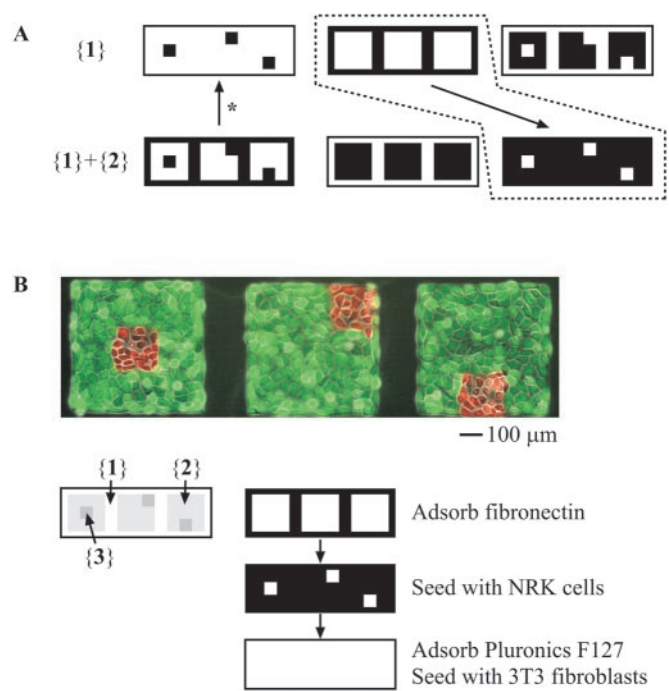 A
{1}
*
{1}+{2}
B
100 μm
{1}
{2}
{3}
Adsorb fibronectin
Seed with NRK cells
Adsorb Pluronics F127
Seed with 3T3 fibroblasts